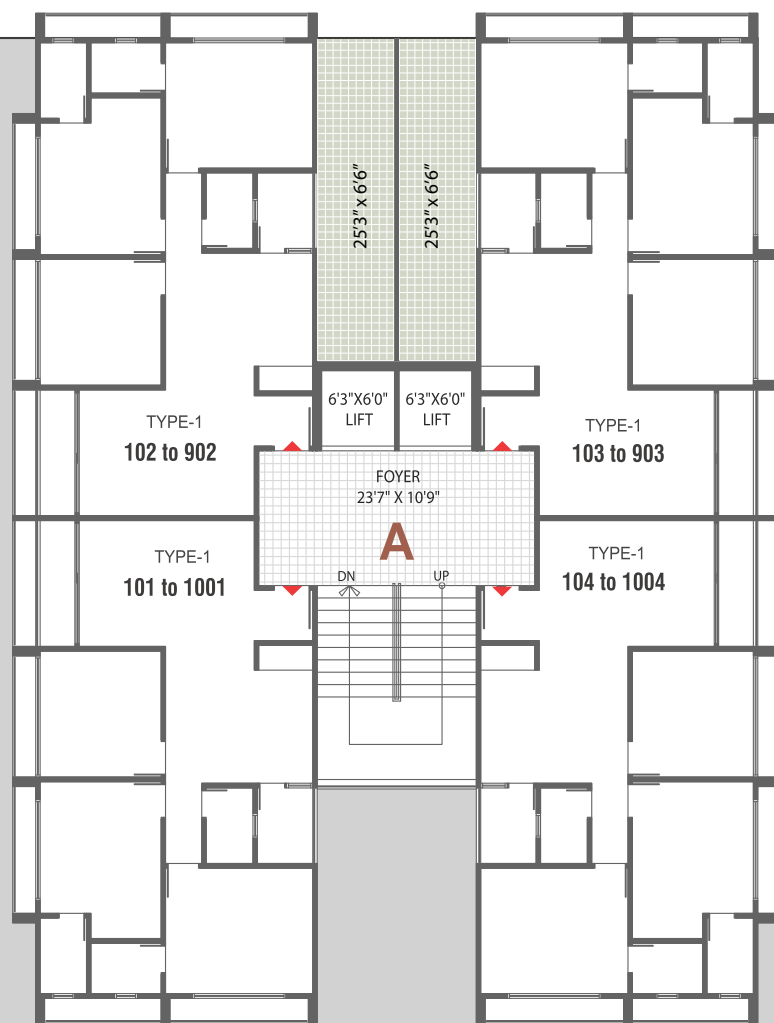 25'3" x 6'6"
25'3" x 6'6"
6'3"X6'0"
LIFT
6'3"X6'0"
LIFT
TYPE-1
102 to 902
TYPE-1
103 to 903
FOYER
23'7" X 10'9"
A
DN
UP
TYPE-1
101 to 1001
TYPE-1
104 to 1004